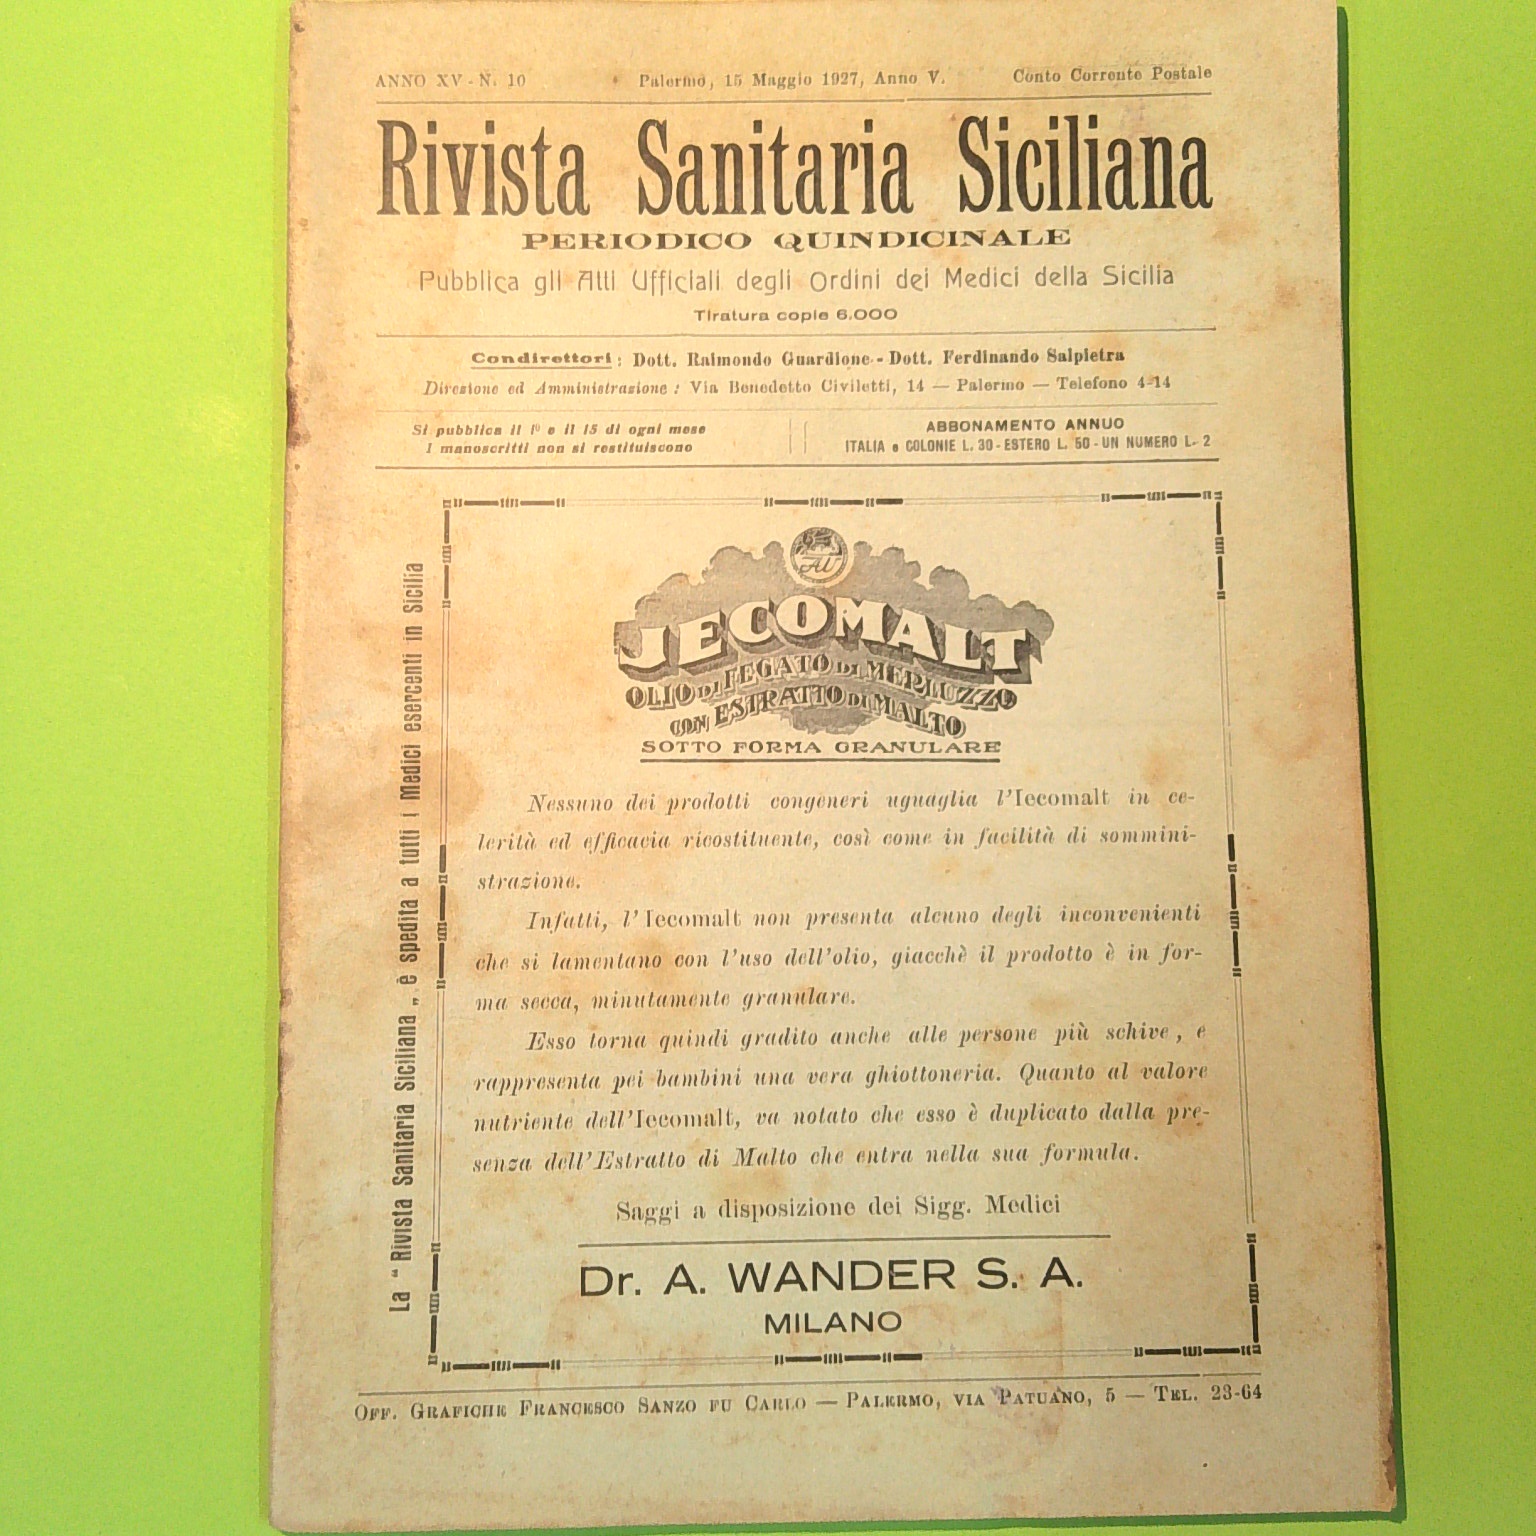 ANNO XV - N. 10 Palermo, 15 Maggio 1927, Anno V. Conto Corrente Postale
Rivista Sanitaria Siciliana
PERIODICO QUINDICINALE
Pubblica gli Atti Ufficiali degli Ordini dei Medici della Sicilia
Tiratura copie 6.000
Condirettori: Dott. Raimondo Guardione - Dott. Ferdinando Salpietra
Direzione ed Amministrazione: Via Benedetto Civiletti, 14 — Palermo — Telefono 4-14
Si pubblica il 1º e il 15 di ogni mese
I manoscritti non si restituiscono
ABBONAMENTO ANNUO
ITALIA e COLONIE L. 30 - ESTERO L. 50 - UN NUMERO L. 2
La “Rivista Sanitaria Siciliana„ è spedita a tutti i Medici esercenti in Sicilia
AW
JECOMALT
OLIO DI FEGATO DI MERLUZZO
CON ESTRATTO DI MALTO
SOTTO FORMA GRANULARE
Nessuno dei prodotti congeneri uguaglia l'Iecomalt in ce-
lerità ed efficacia ricostituente, così come in facilità di sommini-
strazione.
Infatti, l'Iecomalt non presenta alcuno degli inconvenienti
che si lamentano con l'uso dell'olio, giacchè il prodotto è in for-
ma secca, minutamente granulare.
Esso torna quindi gradito anche alle persone più schive, e
rappresenta pei bambini una vera ghiottoneria. Quanto al valore
nutriente dell'Iecomalt, va notato che esso è duplicato dalla pre-
senza dell'Estratto di Malto che entra nella sua formula.
Saggi a disposizione dei Sigg. Medici
Dr. A. WANDER S. A.
MILANO
OFF. GRAFICHE FRANCESCO SANZO FU CARLO — PALERMO, VIA PATUANO, 5 — TEL. 23-64